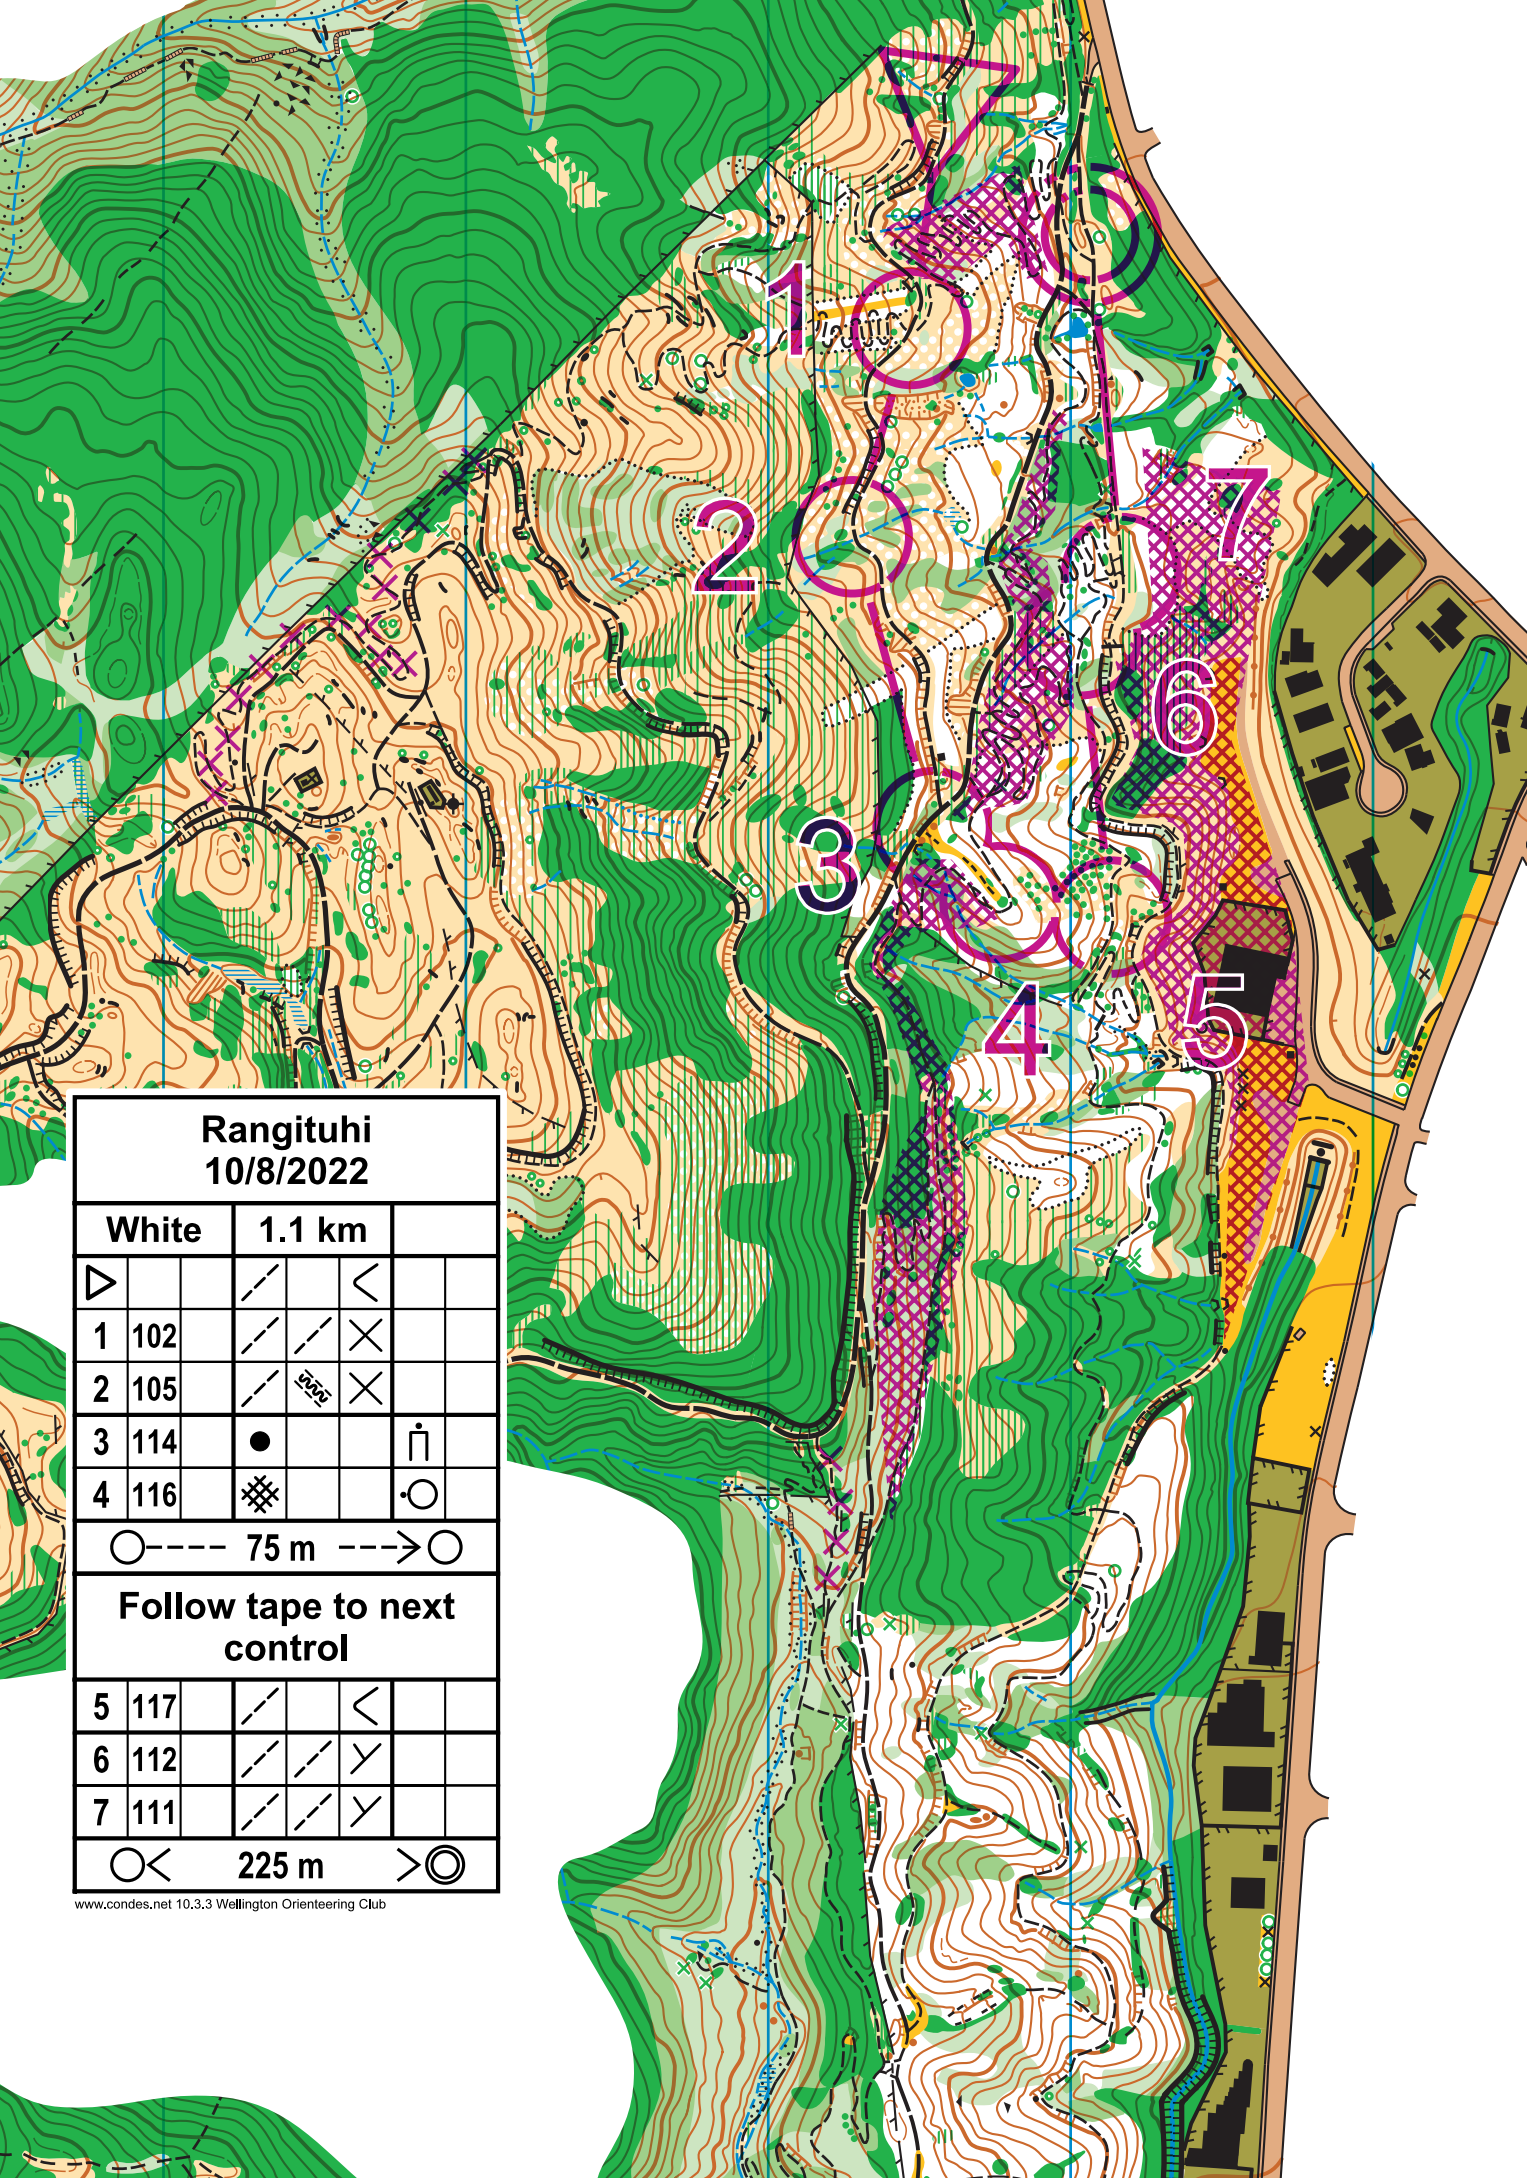 1
2
7
6
3
4
5
Rangituhi
10/8/2022
White 1.1 km
1 102
2 105
3 114
4 116
75 m
Follow tape to next
control
5 117
6 112
7 111
225 m
www.condes.net 10.3.3 Wellington Orienteering Club